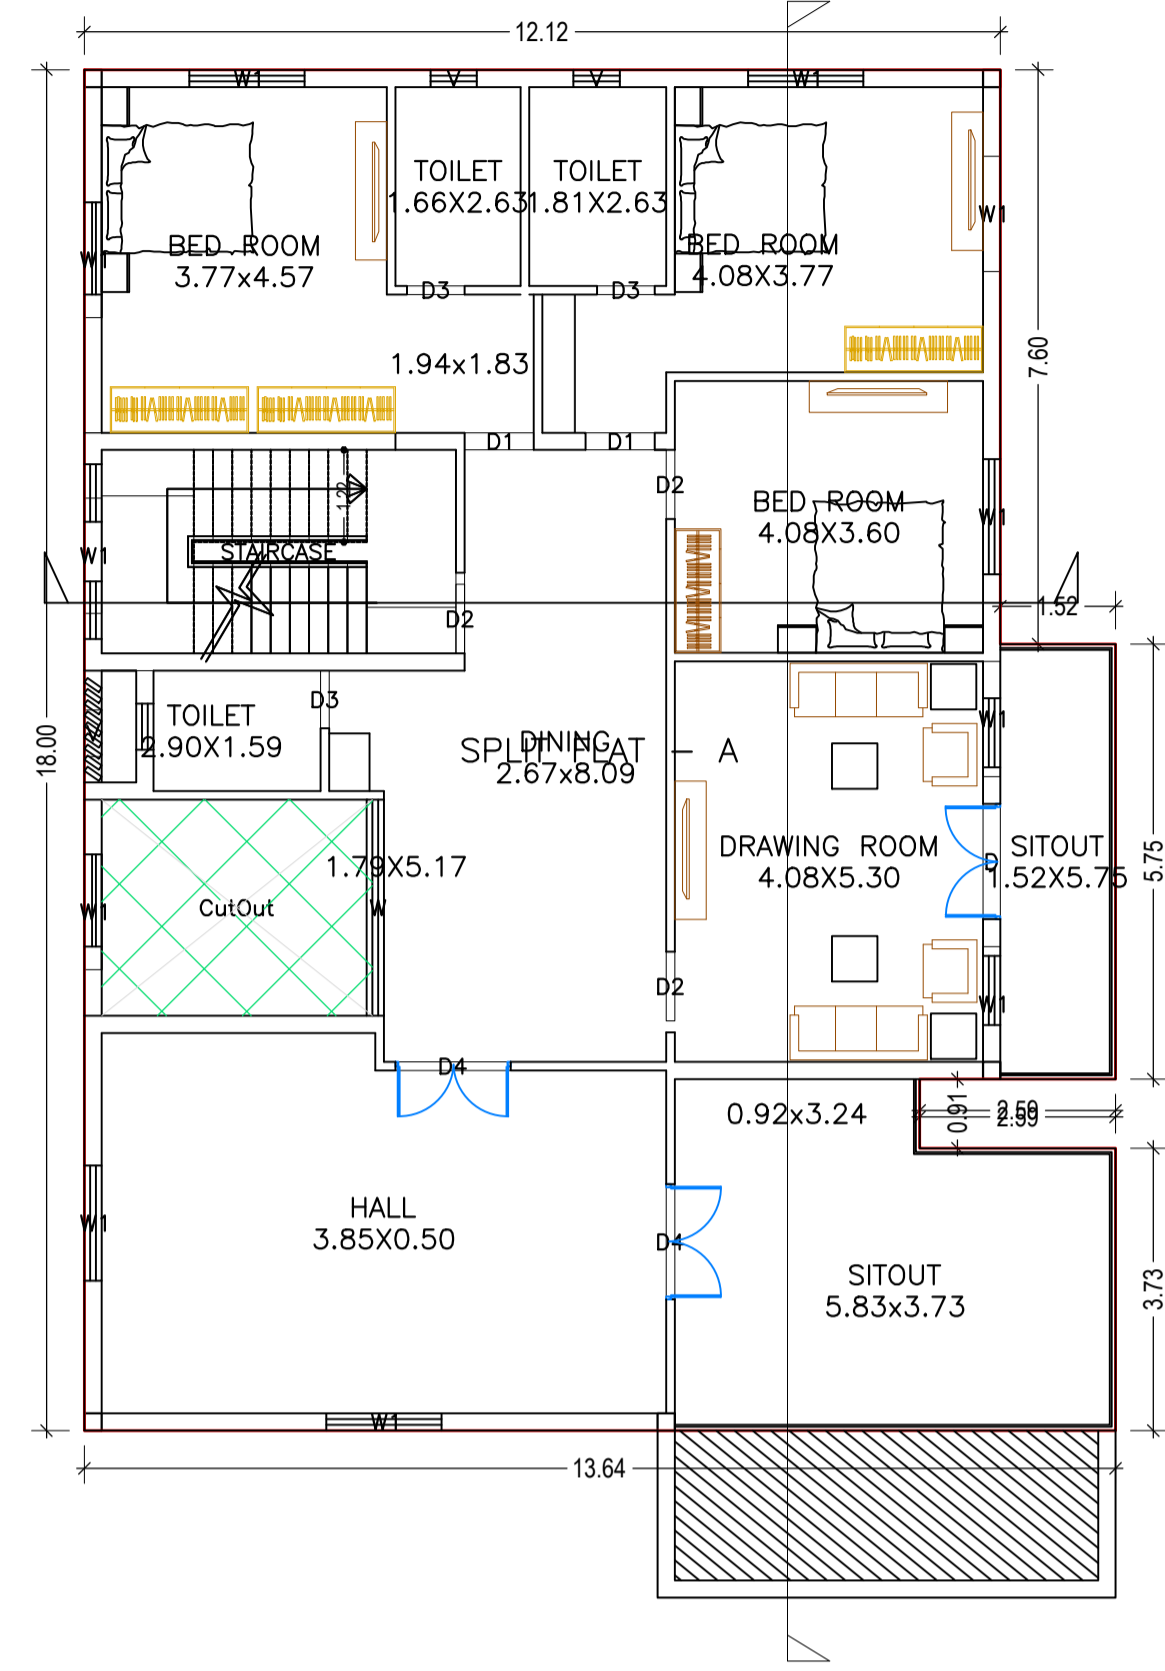 12.12
W1
V
V
W1
TOILET
1.66X2.63
TOILET
1.81X2.63
W1
BED ROOM
3.77x4.57
W1
BED ROOM
4.08X3.77
D3
D3
7.60
1.94x1.83
D1
D1
D2
1.22
BED ROOM
4.08X3.60
W1
STAIRCASE
W1
D2
1.52
D3
TOILET
2.90X1.59
V
W1
18.00
DINING
SPLIT FLAT - A
2.67x8.09
DRAWING ROOM
4.08X5.30
D
SITOUT
1.52X5.75
5.75
1.79X5.17
CutOut
W1
W
D2
W1
D4
0.92x3.24
0.91
2.59
2.59
HALL
3.85X0.50
W1
D4
SITOUT
5.83x3.73
3.73
W1
13.64